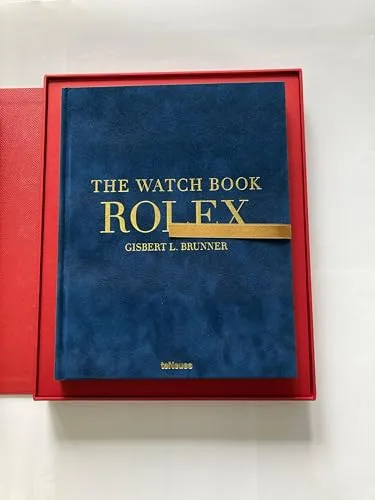 THE WATCH BOOK
ROLEX
GISBERT L. BRUNNER
teNeues